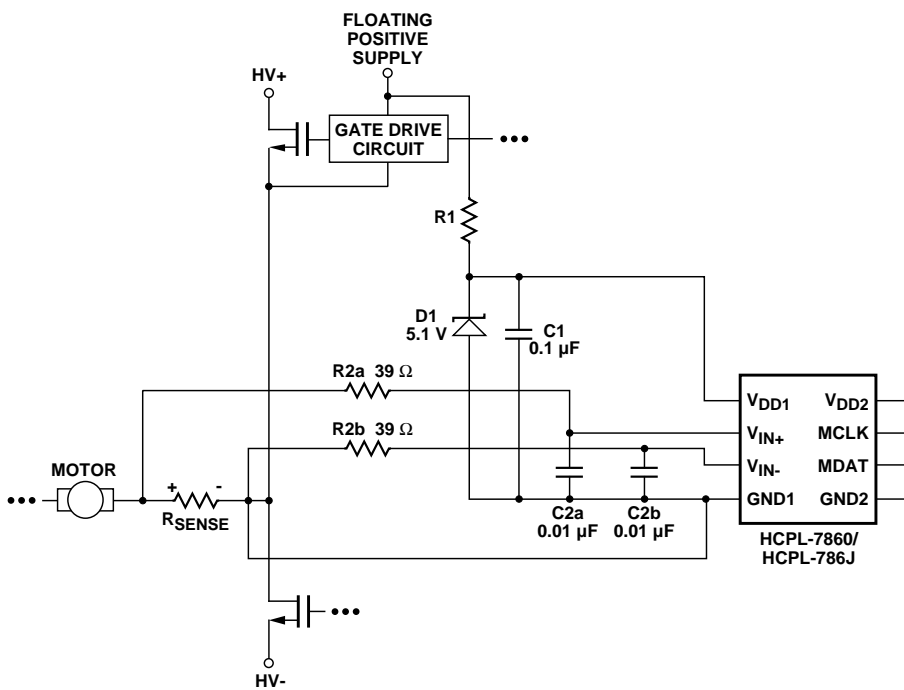 FLOATING
POSITIVE
SUPPLY
HV+
GATE DRIVE
CIRCUIT
R1
D1
5.1 V
C1
0.1 µF
R2a 39 Ω
R2b 39 Ω
MOTOR
+ -
RSENSE
C2a
0.01 µF
C2b
0.01 µF
VDD1 VDD2
VIN+ MCLK
VIN- MDAT
GND1 GND2
HCPL-7860/
HCPL-786J
HV-